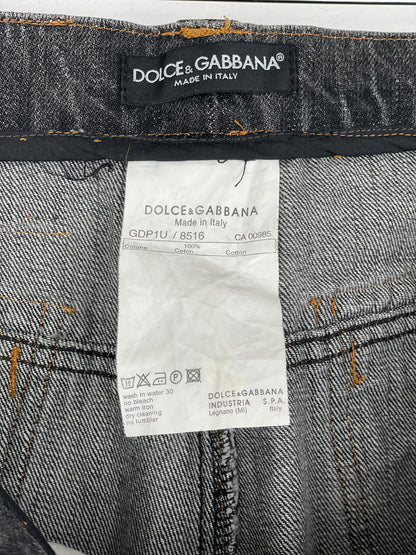 DOLCE & GABBANA®
MADE IN ITALY
DOLCE&GABBANA
Made in Italy
GDP1U / 8516 CA 00985
100%
Cotone Coton Cotton
wash in water 30
no bleach
warm iron
dry clearing
no tumbler
DOLCE&GABBANA
INDUSTRIA S.P.A.
Legnano (MI) Italy